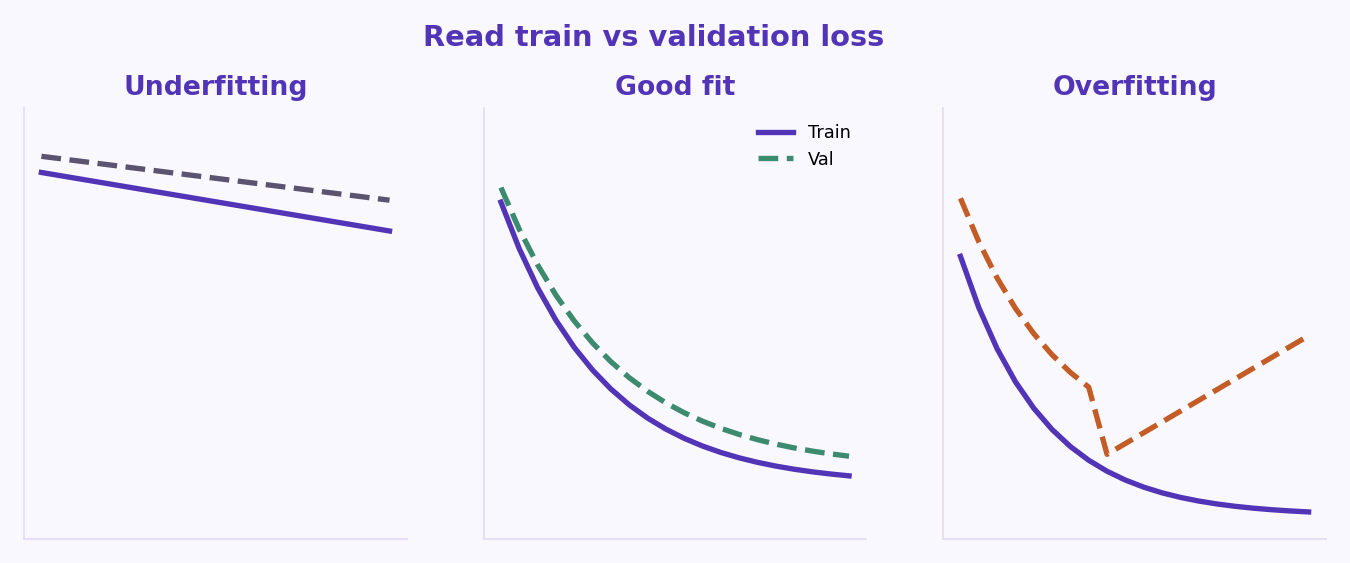 Read train vs validation loss
Underfitting
Good fit
Overfitting
Train
Val